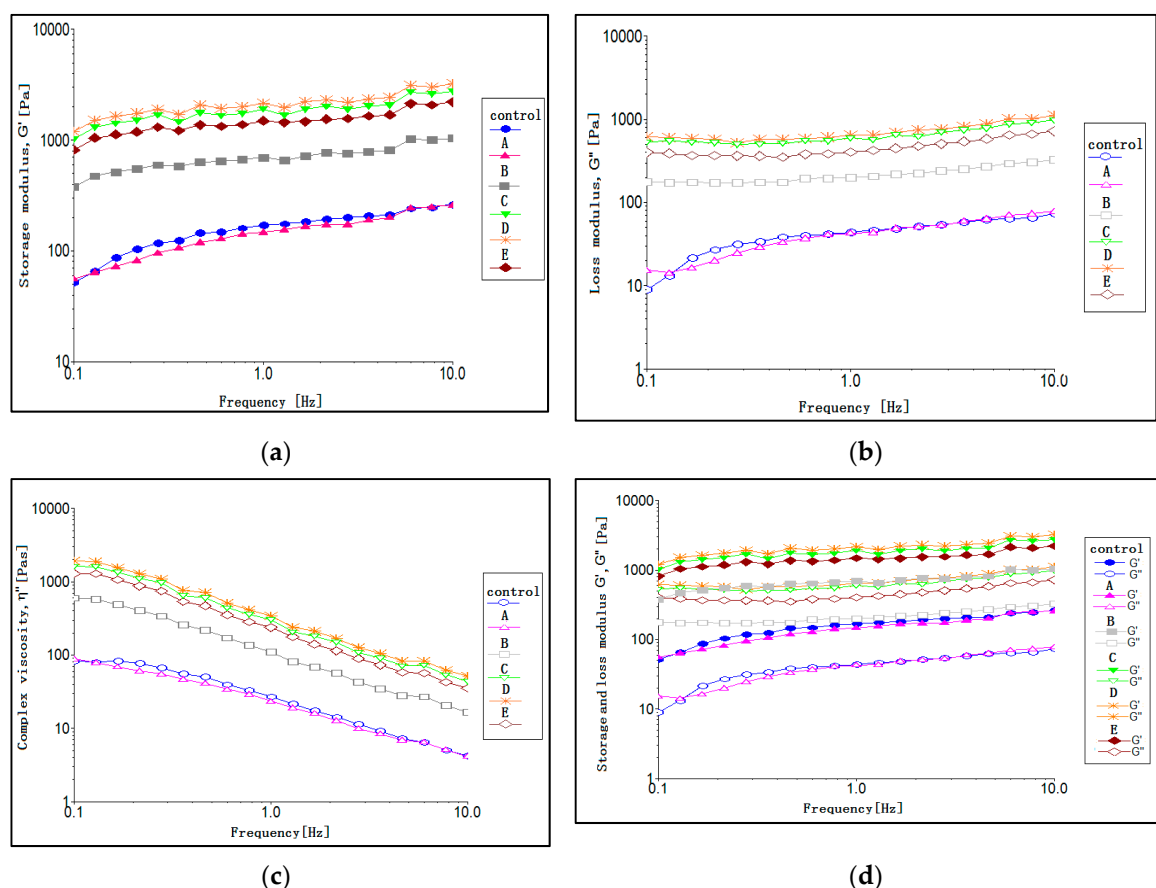 10000
1000
100
10
Storage modulus, G' [Pa]
0.1
1.0
10.0
Frequency [Hz]
control
A
B
C
D
E
(a)
10000
1000
100
10
1
Loss modulus, G" [Pa]
0.1
1.0
10.0
Frequency [Hz]
control
A
B
C
D
E
(b)
10000
1000
100
10
1
Complex viscosity, "η" [Pas]
0.1
1.0
10.0
Frequency[Hz]
control
A
B
C
D
E
(c)
10000
1000
100
10
1
Storage and loss modulus G', G" [Pa]
0.1
1.0
10.0
Frequency[Hz]
control
G'
G"
A
G'
G"
B
G'
G"
C
G'
G"
D
G'
G"
E
G'
G"
(d)